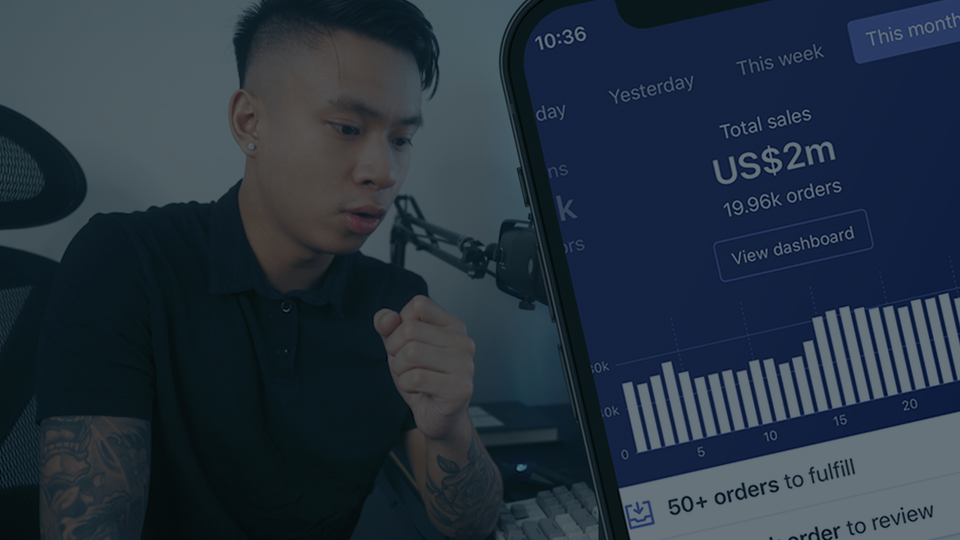 10:36
day
Yesterday
This week
This month
Total sales
US$2m
19.96k orders
View dashboard
0
5
10
15
20
50+ orders to fulfill
order to review